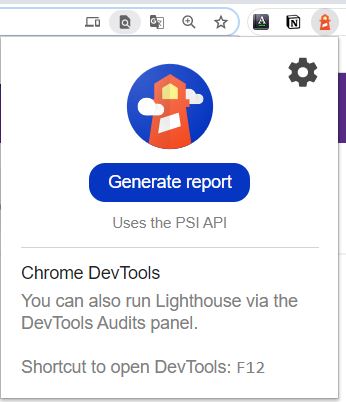 Generate report
Uses the PSI API
Chrome DevTools
You can also run Lighthouse via the
DevTools Audits panel.
Shortcut to open DevTools: F12